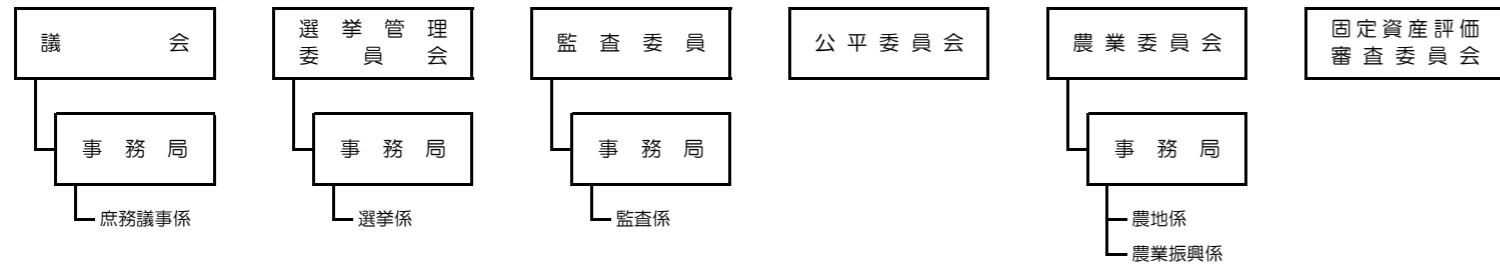 議会
選挙管理
委員会
監査委員
公平委員会
農業委員会
固定資産評価
審査委員会
事務局
事務局
事務局
事務局
庶務議事係
選挙係
監査係
農地係
農業振興係